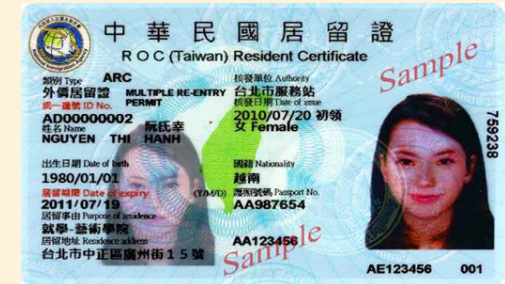 中華民國居留證
ROC (Taiwan) Resident Certificate
類別 Type ARC
外僑居留證 MULTIPLE RE-ENTRY PERMIT
核發單位 Authority
台北市服務站
統一證號 ID No.
AD00000002
核發日期 Date of issue
2010/07/20 初領
姓名 Name 阮氏幸
NGUYEN THI HANH
女 Female
出生日期 Date of birth
1980/01/01
國籍 Nationality
越南
居留期限 Date of expiry (Y/M/D)
2011/07/19
護照號碼 Passport No.
AA987654
居留事由 Purpose of residence
就學-藝術學院
居留地址 Residence address
台北市中正區廣州街15號
AA123456
Sample
Sample
759238
AE123456 001